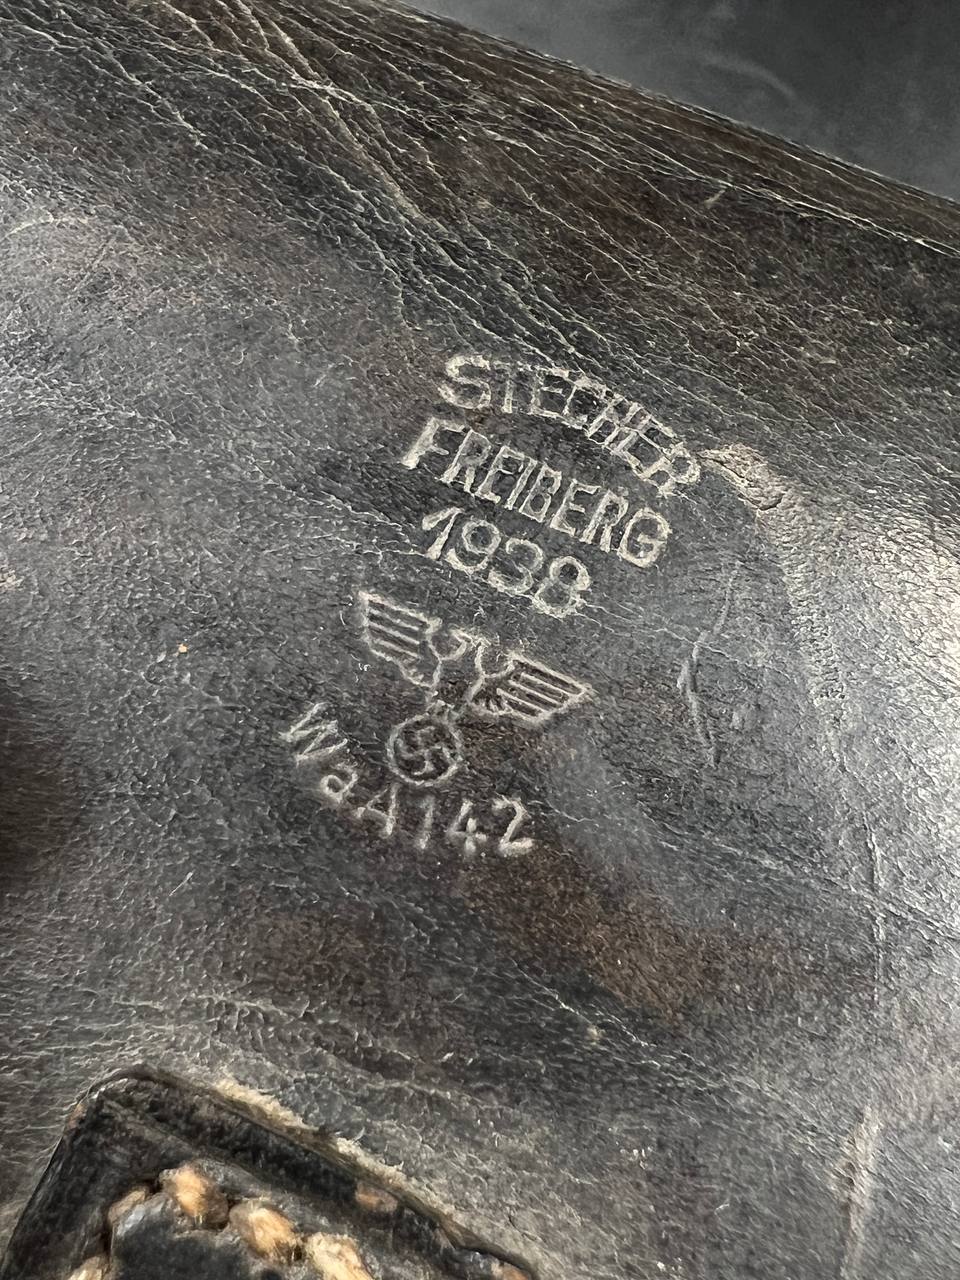 STECHER
FREIBERG
1938
WaA142